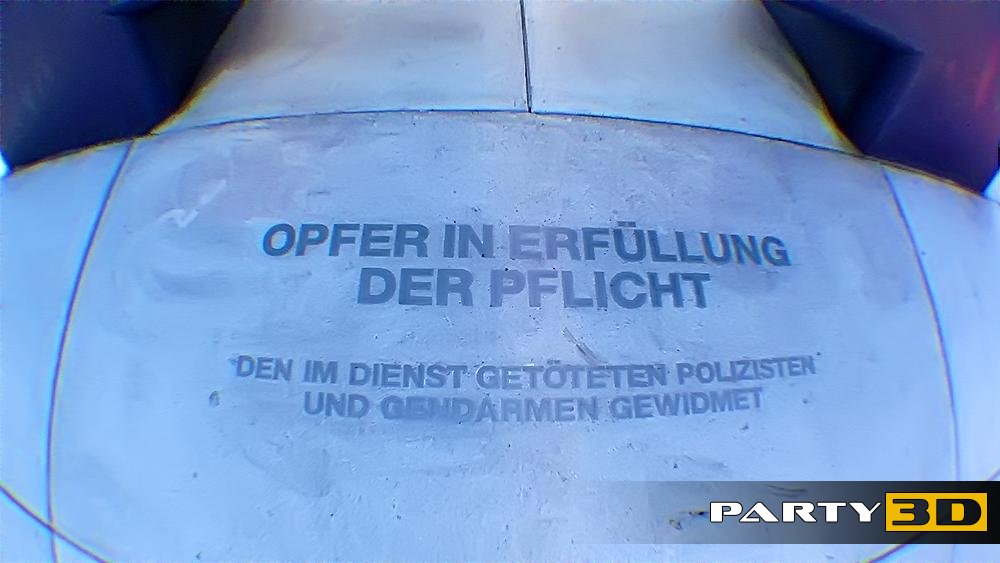 OPFER IN ERFÜLLUNG
DER PFLICHT
DEN IM DIENST GETÖTETEN POLIZISTEN
UND GENDARMEN GEWIDMET
PARTY 3D